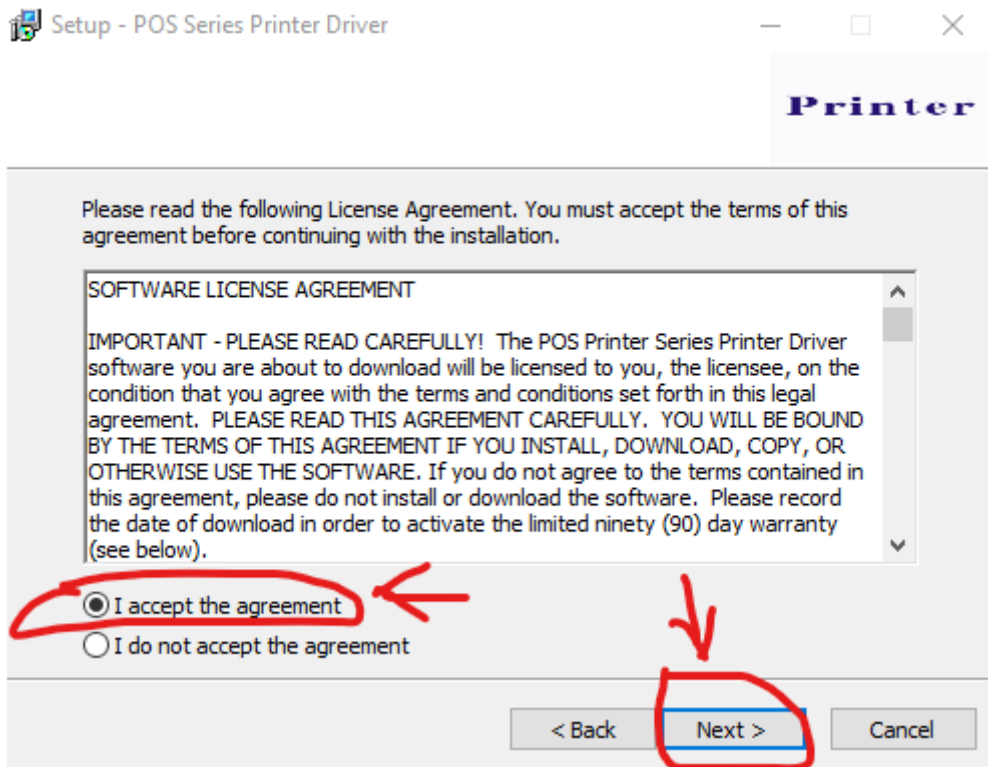 Setup - POS Series Printer Driver
Printer
Please read the following License Agreement. You must accept the terms of this
agreement before continuing with the installation.
SOFTWARE LICENSE AGREEMENT
IMPORTANT - PLEASE READ CAREFULLY!  The POS Printer Series Printer Driver
software you are about to download will be licensed to you, the licensee, on the
condition that you agree with the terms and conditions set forth in this legal
agreement.  PLEASE READ THIS AGREEMENT CAREFULLY.  YOU WILL BE BOUND
BY THE TERMS OF THIS AGREEMENT IF YOU INSTALL, DOWNLOAD, COPY, OR
OTHERWISE USE THE SOFTWARE. If you do not agree to the terms contained in
this agreement, please do not install or download the software.  Please record
the date of download in order to activate the limited ninety (90) day warranty
(see below).
I accept the agreement
I do not accept the agreement
< Back
Next >
Cancel